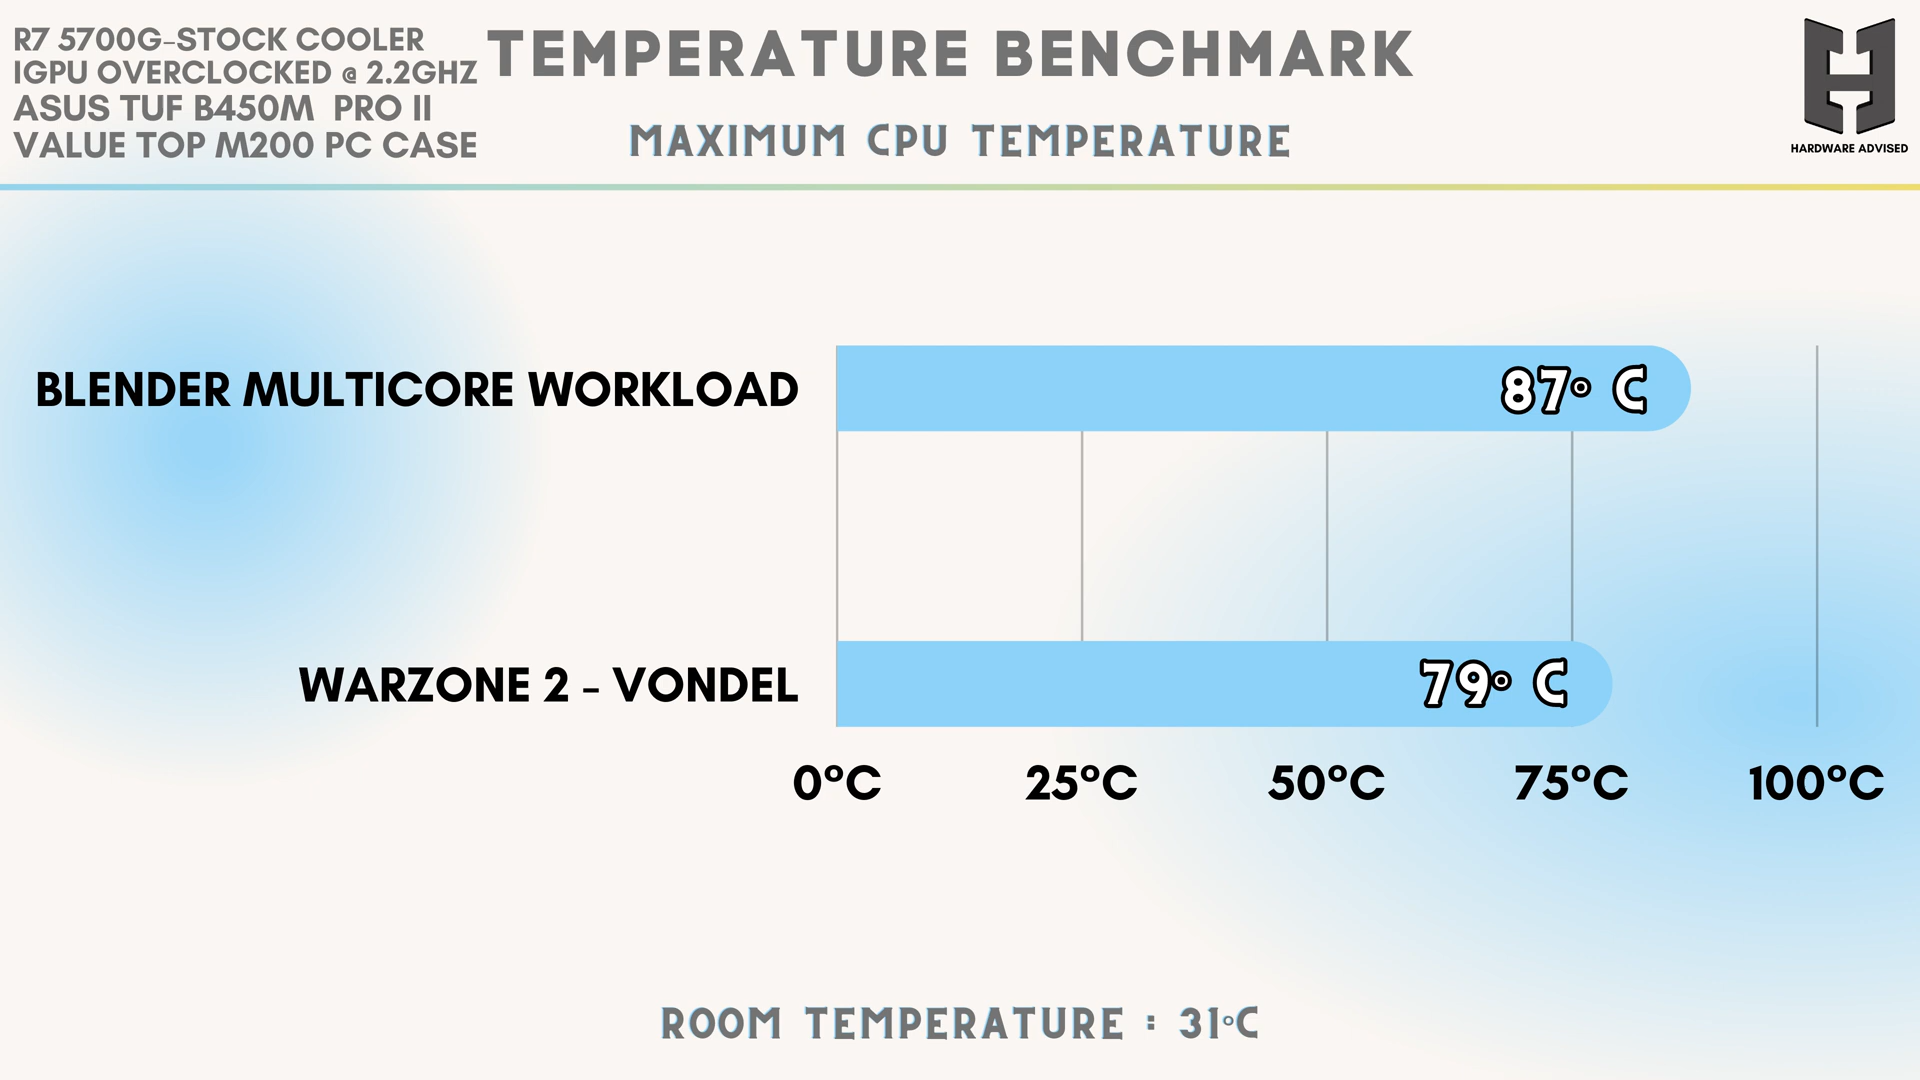 R7 5700G-STOCK COOLER
IGPU OVERCLOCKED @ 2.2GHZ
ASUS TUF B450M PRO II
VALUE TOP M200 PC CASE
TEMPERATURE BENCHMARK
MAXIMUM CPU TEMPERATURE
HARDWARE ADVISED
BLENDER MULTICORE WORKLOAD
87° C
WARZONE 2 - VONDEL
79° C
0°C 25°C 50°C 75°C 100°C
ROOM TEMPERATURE : 31°C